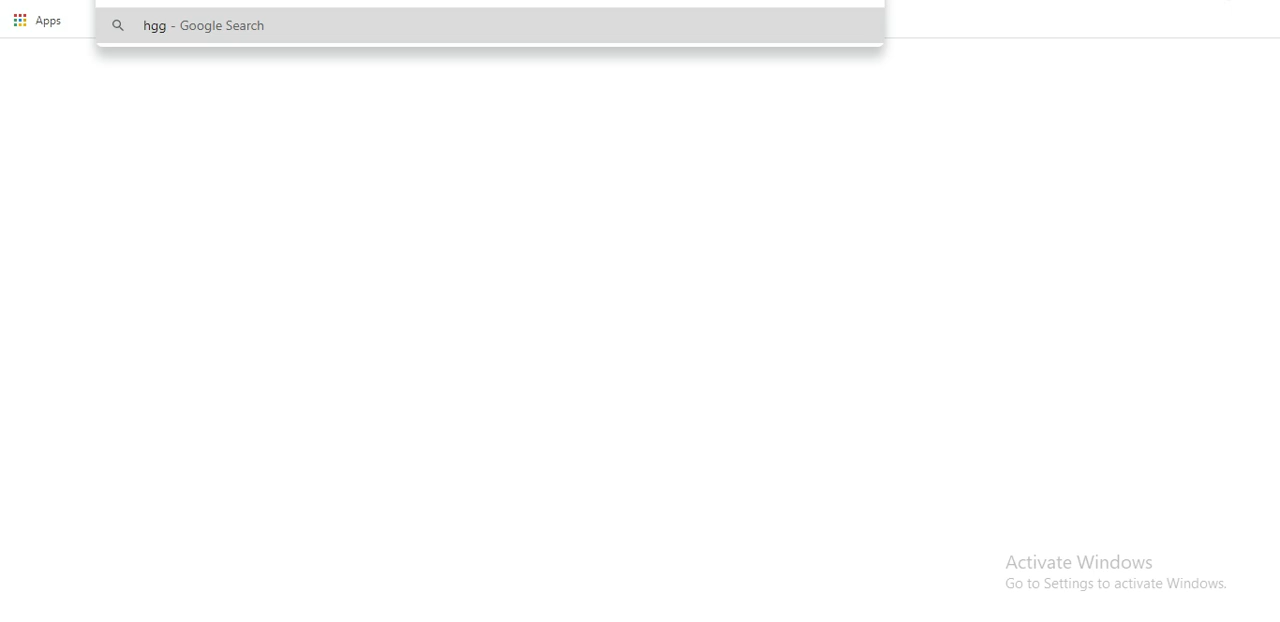 Apps
hgg - Google Search
Activate Windows
Go to Settings to activate Windows.